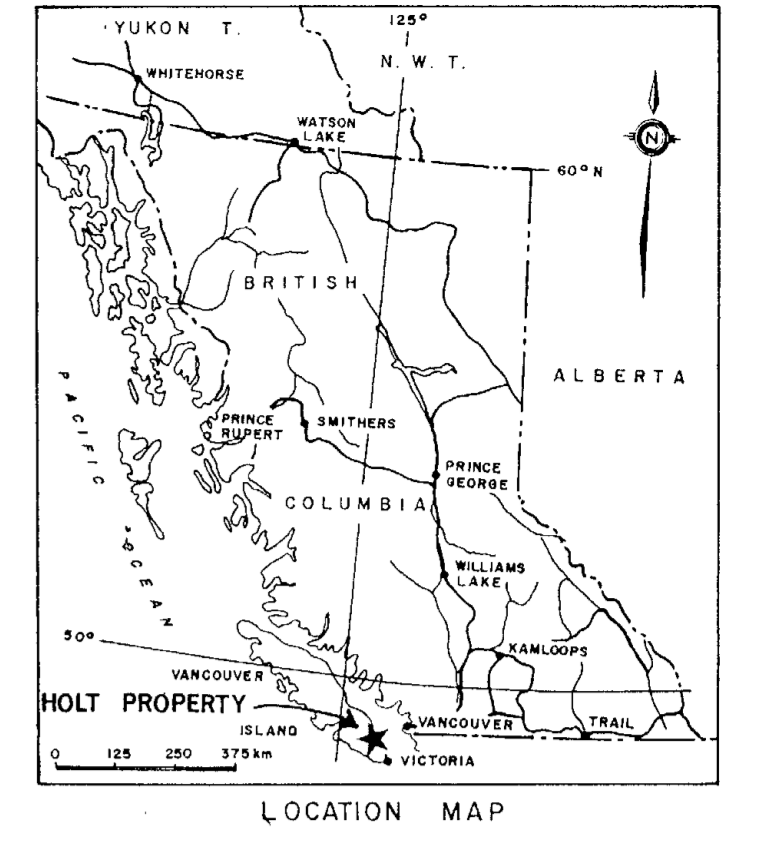 YUKON T.
125°
N. W. T.
WHITEHORSE
WATSON
LAKE
60° N
N
BRITISH
ALBERTA
PACIFIC
OCEAN
PRINCE
RUPERT
SMITHERS
PRINCE
GEORGE
COLUMBIA
WILLIAMS
LAKE
50°
KAMLOOPS
VANCOUVER
HOLT PROPERTY
ISLAND
VANCOUVER
TRAIL
VICTORIA
0 125 250 375 km
LOCATION MAP